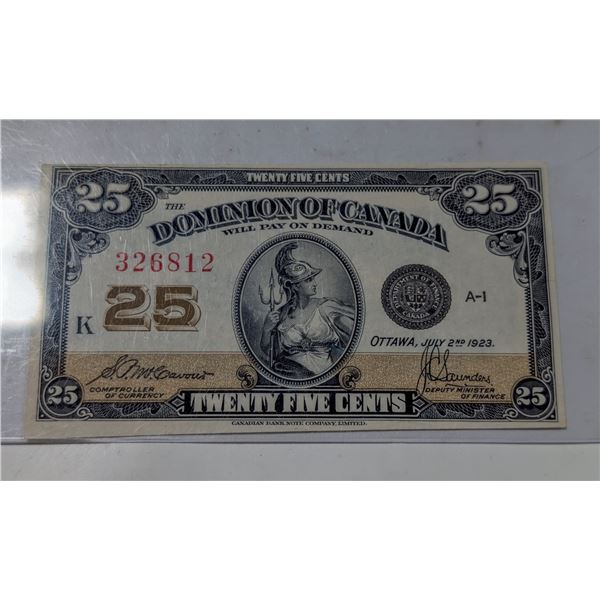 TWENTY FIVE CENTS
25 25
THE
DOMINION OF CANADA
WILL PAY ON DEMAND
326812
25
K
A-1
OTTAWA, JULY 2ND 1923.
J.C. Saunders
COMPTROLLER
OF CURRENCY
DEPUTY MINISTER
OF FINANCE
25 TWENTY FIVE CENTS 25
CANADIAN BANK NOTE COMPANY, LIMITED.